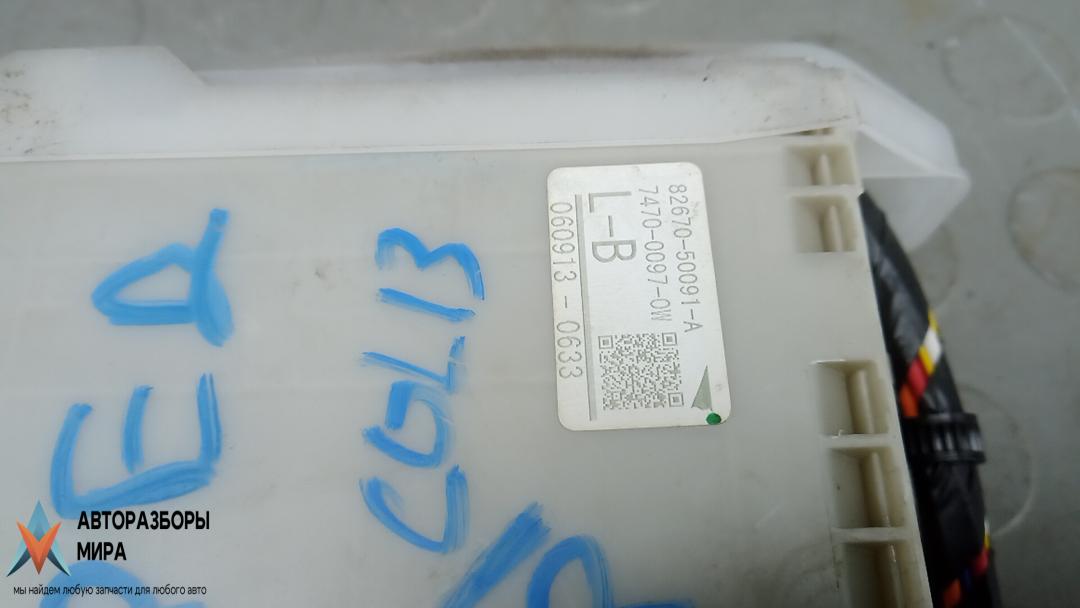 82670-50091-A
7470-0097-0W
L-B
060913-0633
CGL13
АВТОРАЗБОРЫ
МИРА
мы найдем любую запчасти для любого авто